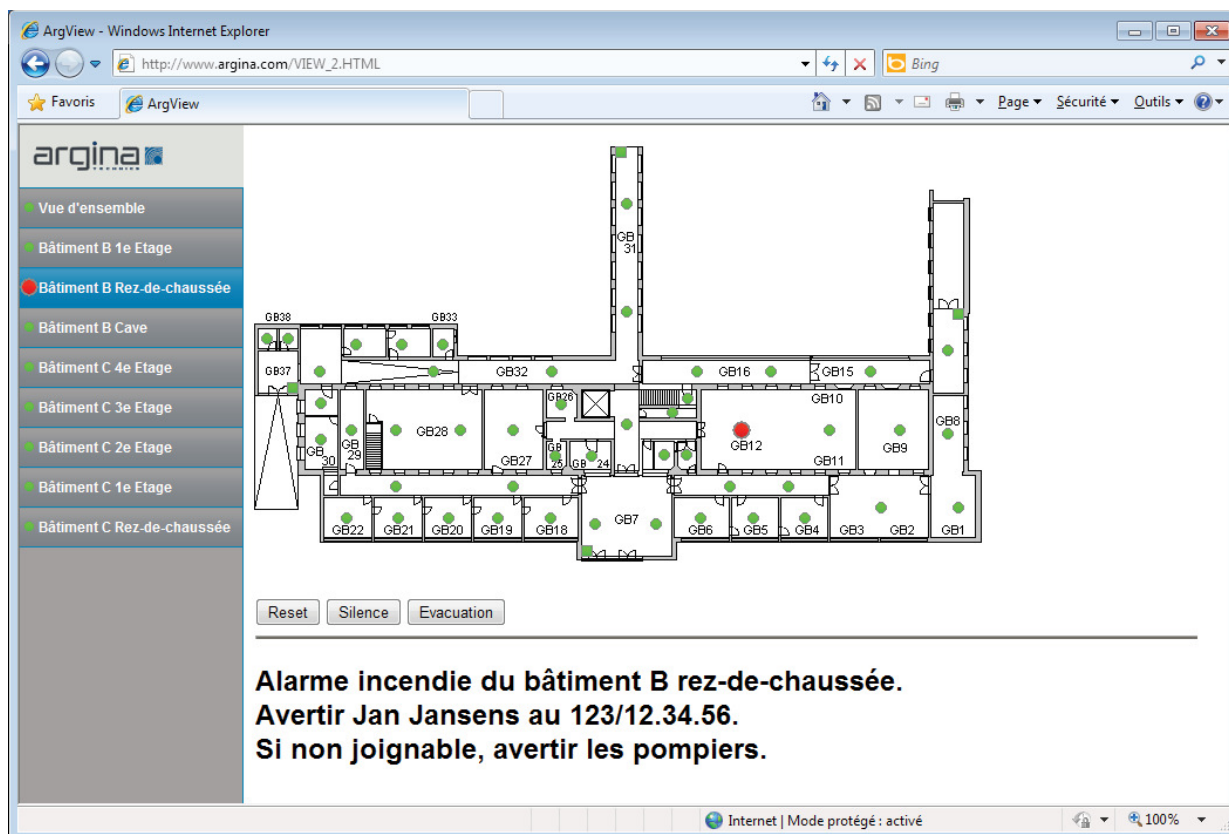 ArgView - Windows Internet Explorer
http://www.argina.com/VIEW_2.HTML
Bing
Favoris
ArgView
Page
Sécurité
Outils
argina
Vue d'ensemble
Bâtiment B 1e Etage
Bâtiment B Rez-de-chaussée
Bâtiment B Cave
Bâtiment C 4e Etage
Bâtiment C 3e Etage
Bâtiment C 2e Etage
Bâtiment C 1e Etage
Bâtiment C Rez-de-chaussée
GB
31
GB38
GB33
GB37
GB32
GB16
GB15
GB26
GB10
GB8
GB28
GB12
GB9
GB
30
GB
29
GB27
GB
25
GB 24
GB11
GB22
GB21
GB20
GB19
GB18
GB7
GB6
GB5
GB4
GB3
GB2
GB1
Reset
Silence
Evacuation
Alarme incendie du bâtiment B rez-de-chaussée.
Avertir Jan Jansens au 123/12.34.56.
Si non joignable, avertir les pompiers.
Internet | Mode protégé : activé
100%